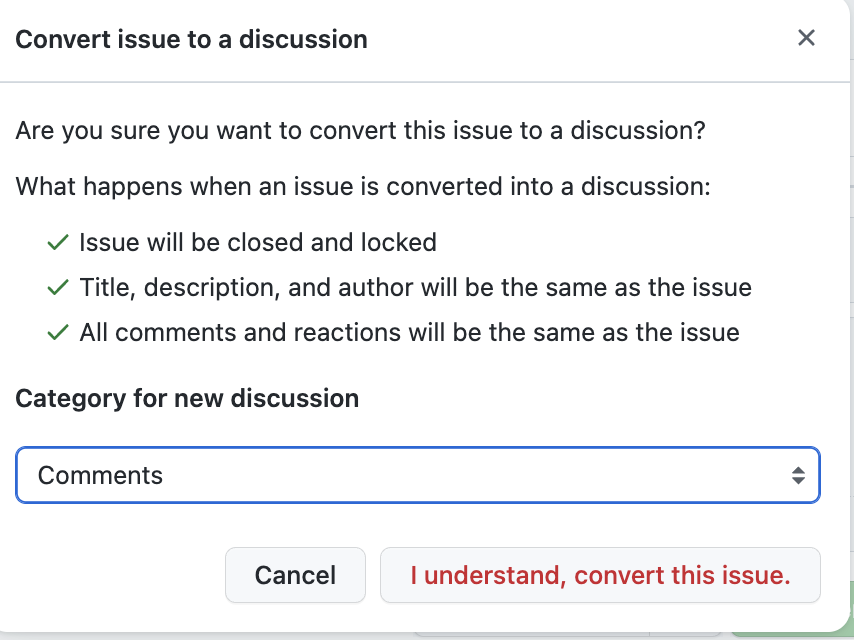 Convert issue to a discussion
Are you sure you want to convert this issue to a discussion?
What happens when an issue is converted into a discussion:
Issue will be closed and locked
Title, description, and author will be the same as the issue
All comments and reactions will be the same as the issue
Category for new discussion
Comments
Cancel
I understand, convert this issue.